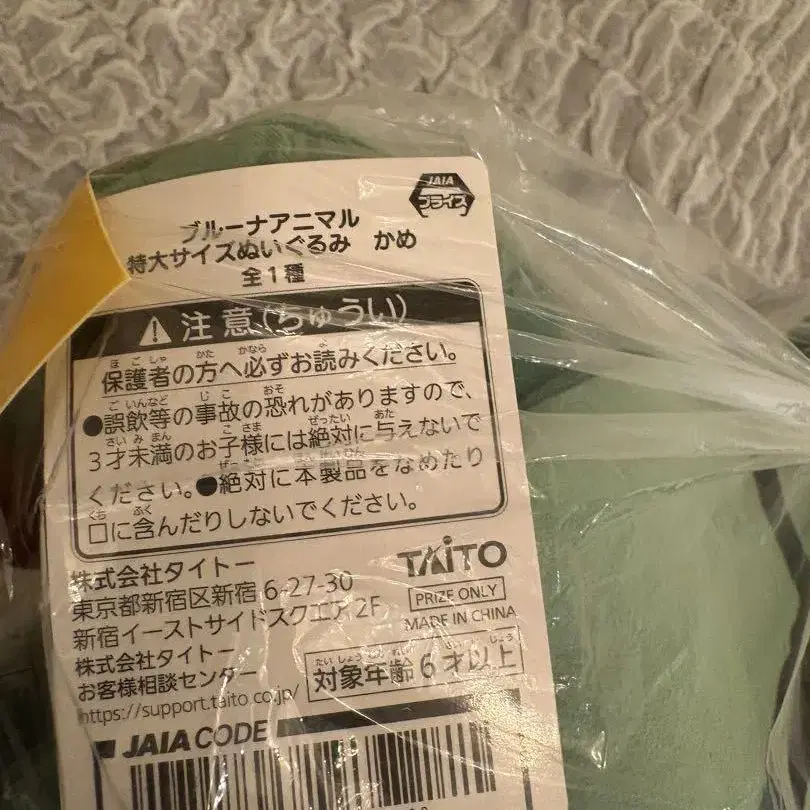 JAIA
プライズ
ブルーナアニマル
特大サイズぬいぐるみ かめ
全1種
注意(ちゅうい)
保護者の方へ必ずお読みください。
●誤飲等の事故の恐れがありますので、
3才未満のお子様には絶対に与えないで
ください。●絶対に本製品をなめたり
口に含んだりしないでください。
株式会社タイトー
東京都新宿区新宿 6-27-30
新宿イーストサイドスクエア 2F
株式会社タイトー
お客様相談センター
https://support.taito.co.jp/
TAITO
PRIZE ONLY
MADE IN CHINA
対象年齢6才以上
JAIA CODE